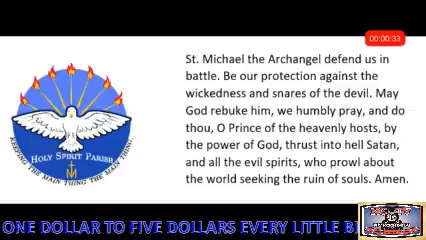 00:00:33
St. Michael the Archangel defend us in
battle. Be our protection against the
wickedness and snares of the devil. May
God rebuke him, we humbly pray, and do
thou, O Prince of the heavenly hosts, by
the power of God, thrust into hell Satan,
and all the evil spirits, who prowl about
the world seeking the ruin of souls. Amen.
HOLY SPIRIT PARISH
KEEPING THE MAIN THING THE MAIN THING
ONE DOLLAR TO FIVE DOLLARS EVERY LITTLE